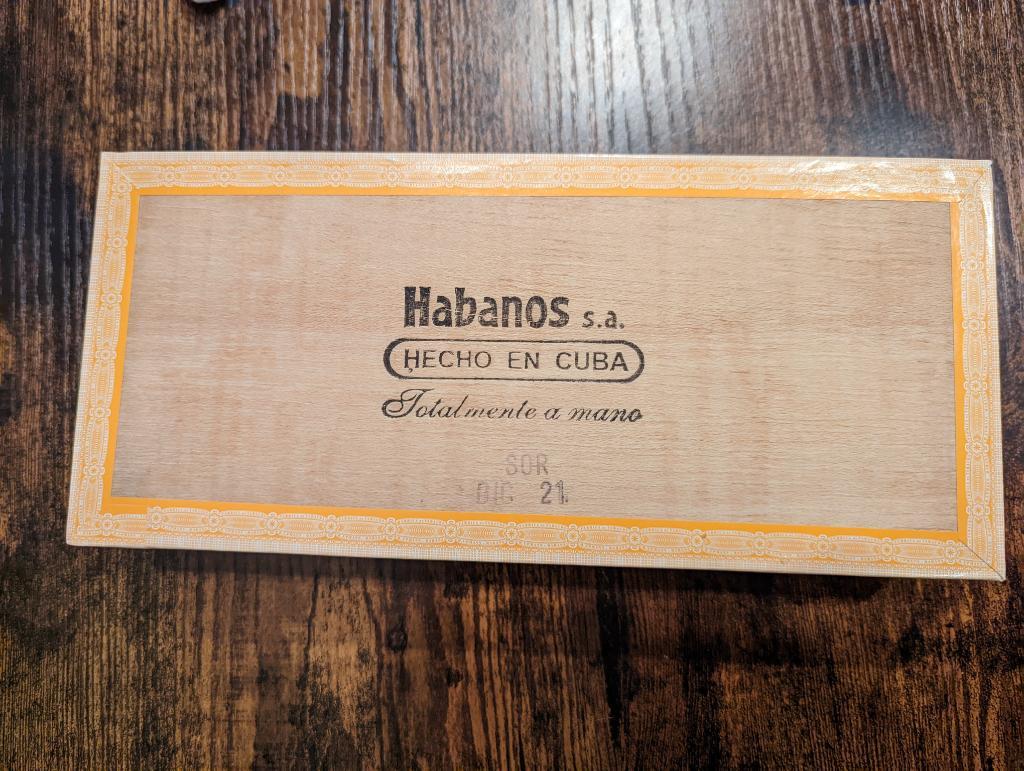 Habanos s.a.
HECHO EN CUBA
Totalmente a mano
SOR
DIC 21